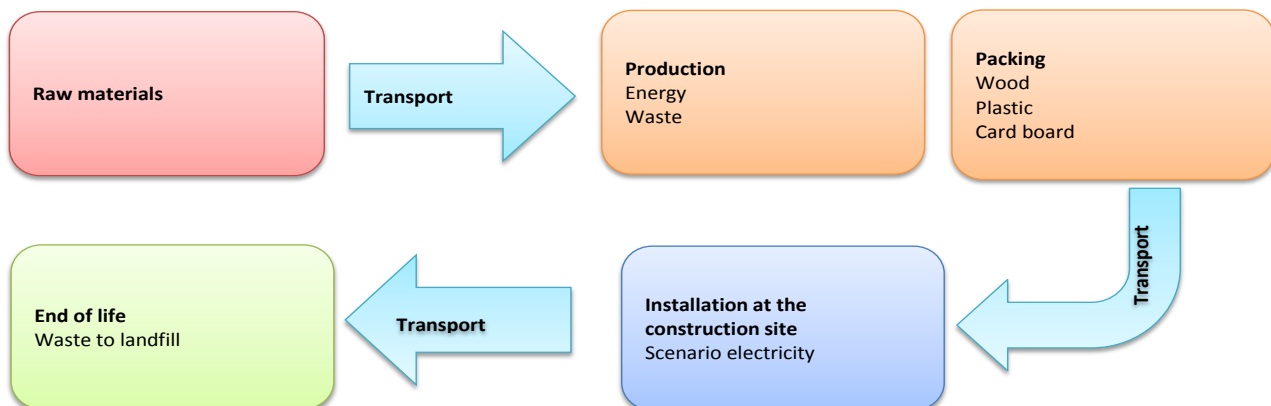 Raw materials
Transport
Production
Energy
Waste
Packing
Wood
Plastic
Card board
Transport
Installation at the
construction site
Scenario electricity
Transport
End of life
Waste to landfill